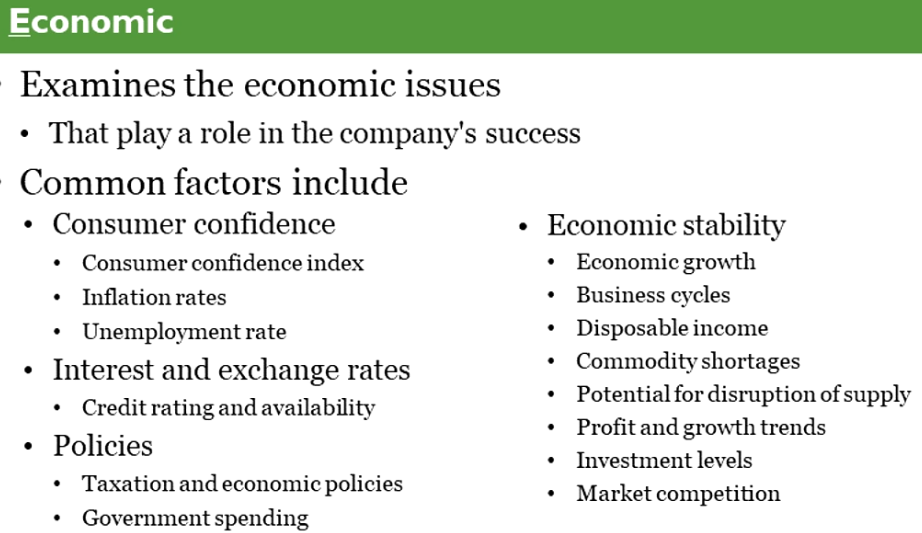 Economic
• Examines the economic issues
• That play a role in the company's success
• Common factors include
• Consumer confidence
• Consumer confidence index
• Inflation rates
• Unemployment rate
• Interest and exchange rates
• Credit rating and availability
• Policies
• Taxation and economic policies
• Government spending
• Economic stability
• Economic growth
• Business cycles
• Disposable income
• Commodity shortages
• Potential for disruption of supply
• Profit and growth trends
• Investment levels
• Market competition